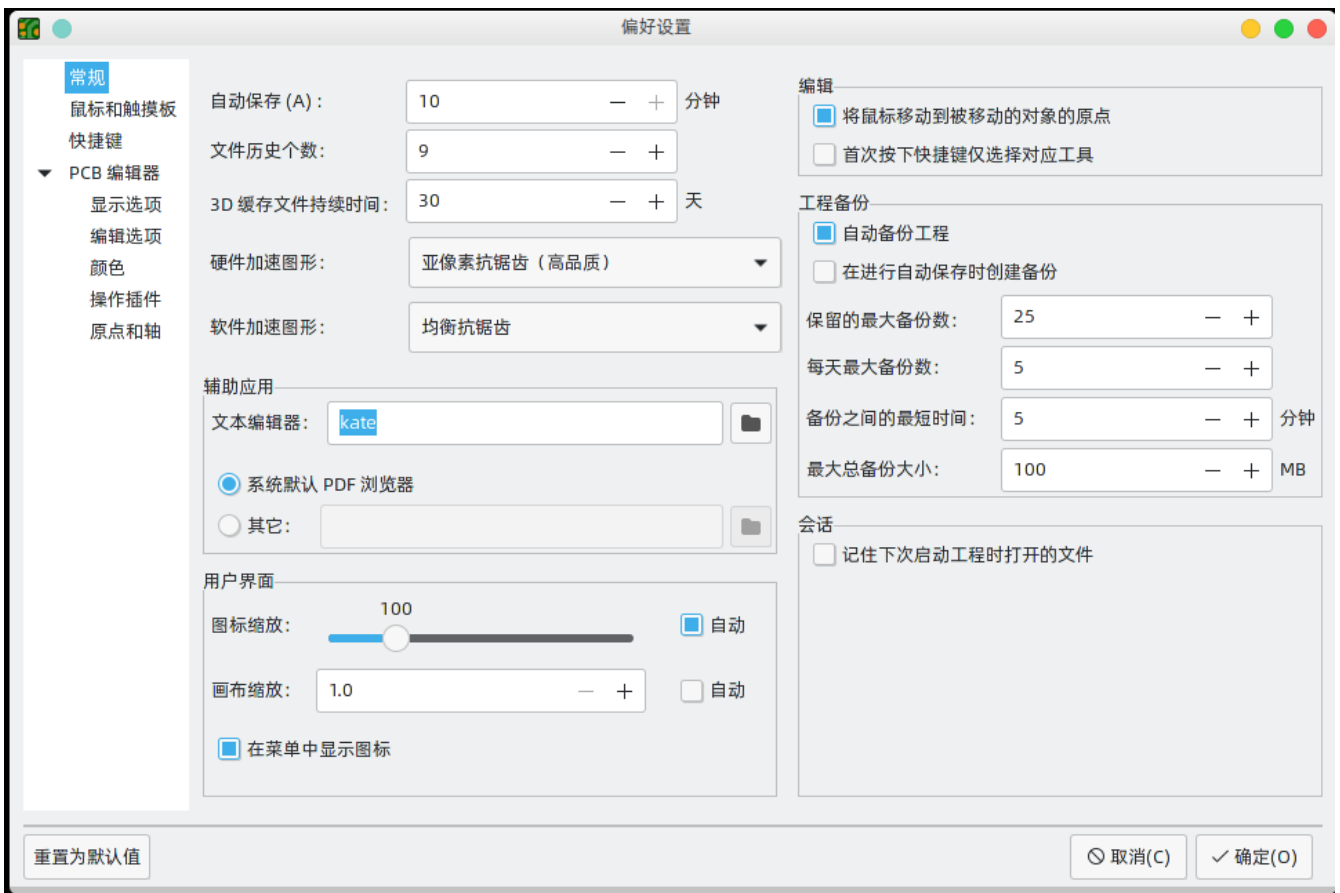 偏好设置
常规
鼠标和触摸板
快捷键
PCB 编辑器
显示选项
编辑选项
颜色
操作插件
原点和轴
自动保存 (A) : 10 分钟
文件历史个数: 9
3D 缓存文件持续时间: 30 天
硬件加速图形: 亚像素抗锯齿（高品质）
软件加速图形: 均衡抗锯齿
辅助应用
文本编辑器: kate
系统默认 PDF 浏览器
其它:
用户界面
100
图标缩放: 自动
画布缩放: 1.0 自动
在菜单中显示图标
编辑
将鼠标移动到被移动的对象的原点
首次按下快捷键仅选择对应工具
工程备份
自动备份工程
在进行自动保存时创建备份
保留的最大备份数: 25
每天最大备份数: 5
备份之间的最短时间: 5 分钟
最大总备份大小: 100 MB
会话
记住下次启动工程时打开的文件
重置为默认值
取消(C)
确定(O)